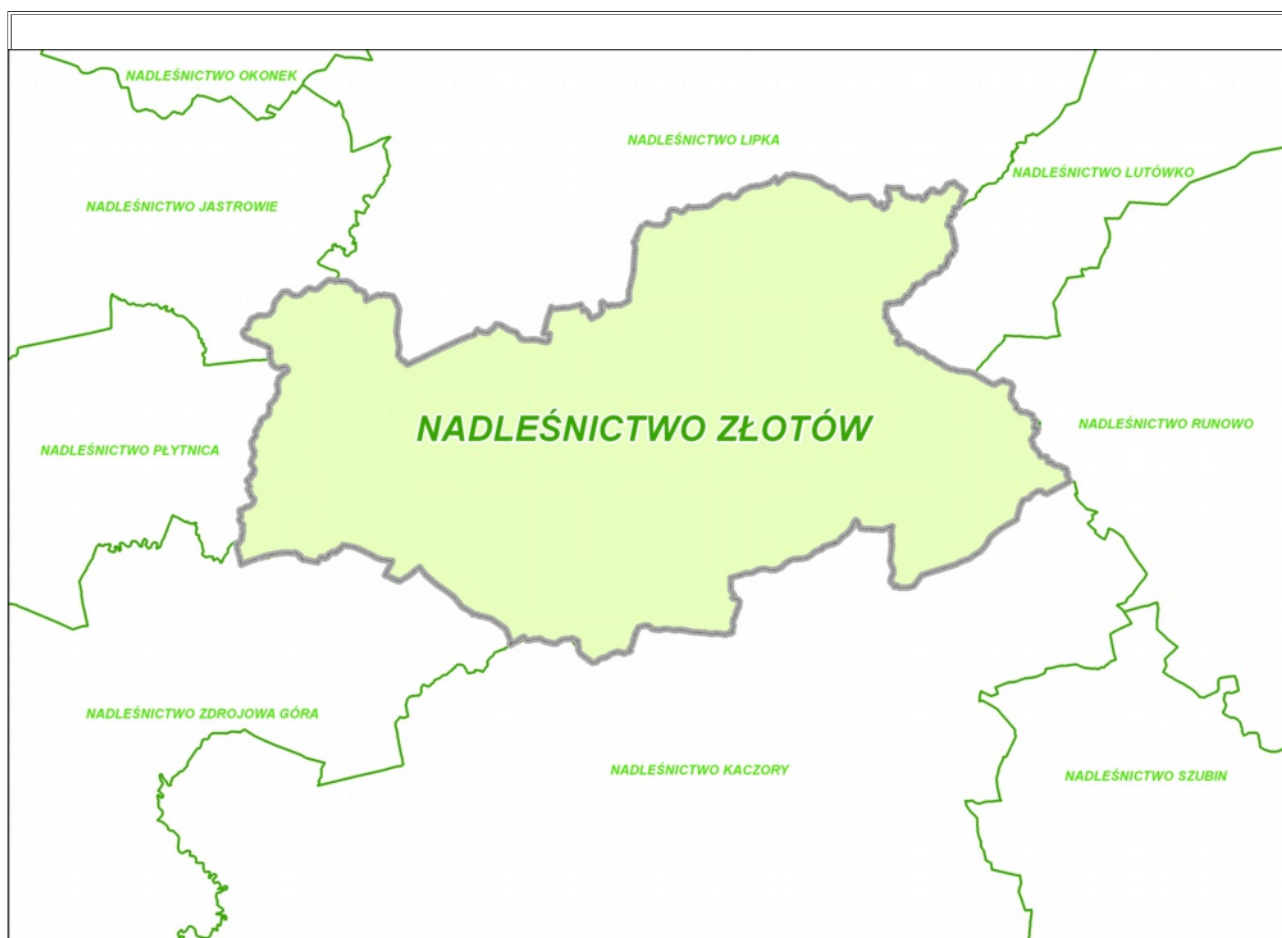 NADLEŚNICTWO OKONEK
NADLEŚNICTWO LIPKA
NADLEŚNICTWO LUTÓWKO
NADLEŚNICTWO JASTROWIE
NADLEŚNICTWO ZŁOTÓW
NADLEŚNICTWO RUNOWO
NADLEŚNICTWO PŁYTNICA
NADLEŚNICTWO ZDROJOWA GÓRA
NADLEŚNICTWO KACZORY
NADLEŚNICTWO SZUBIN